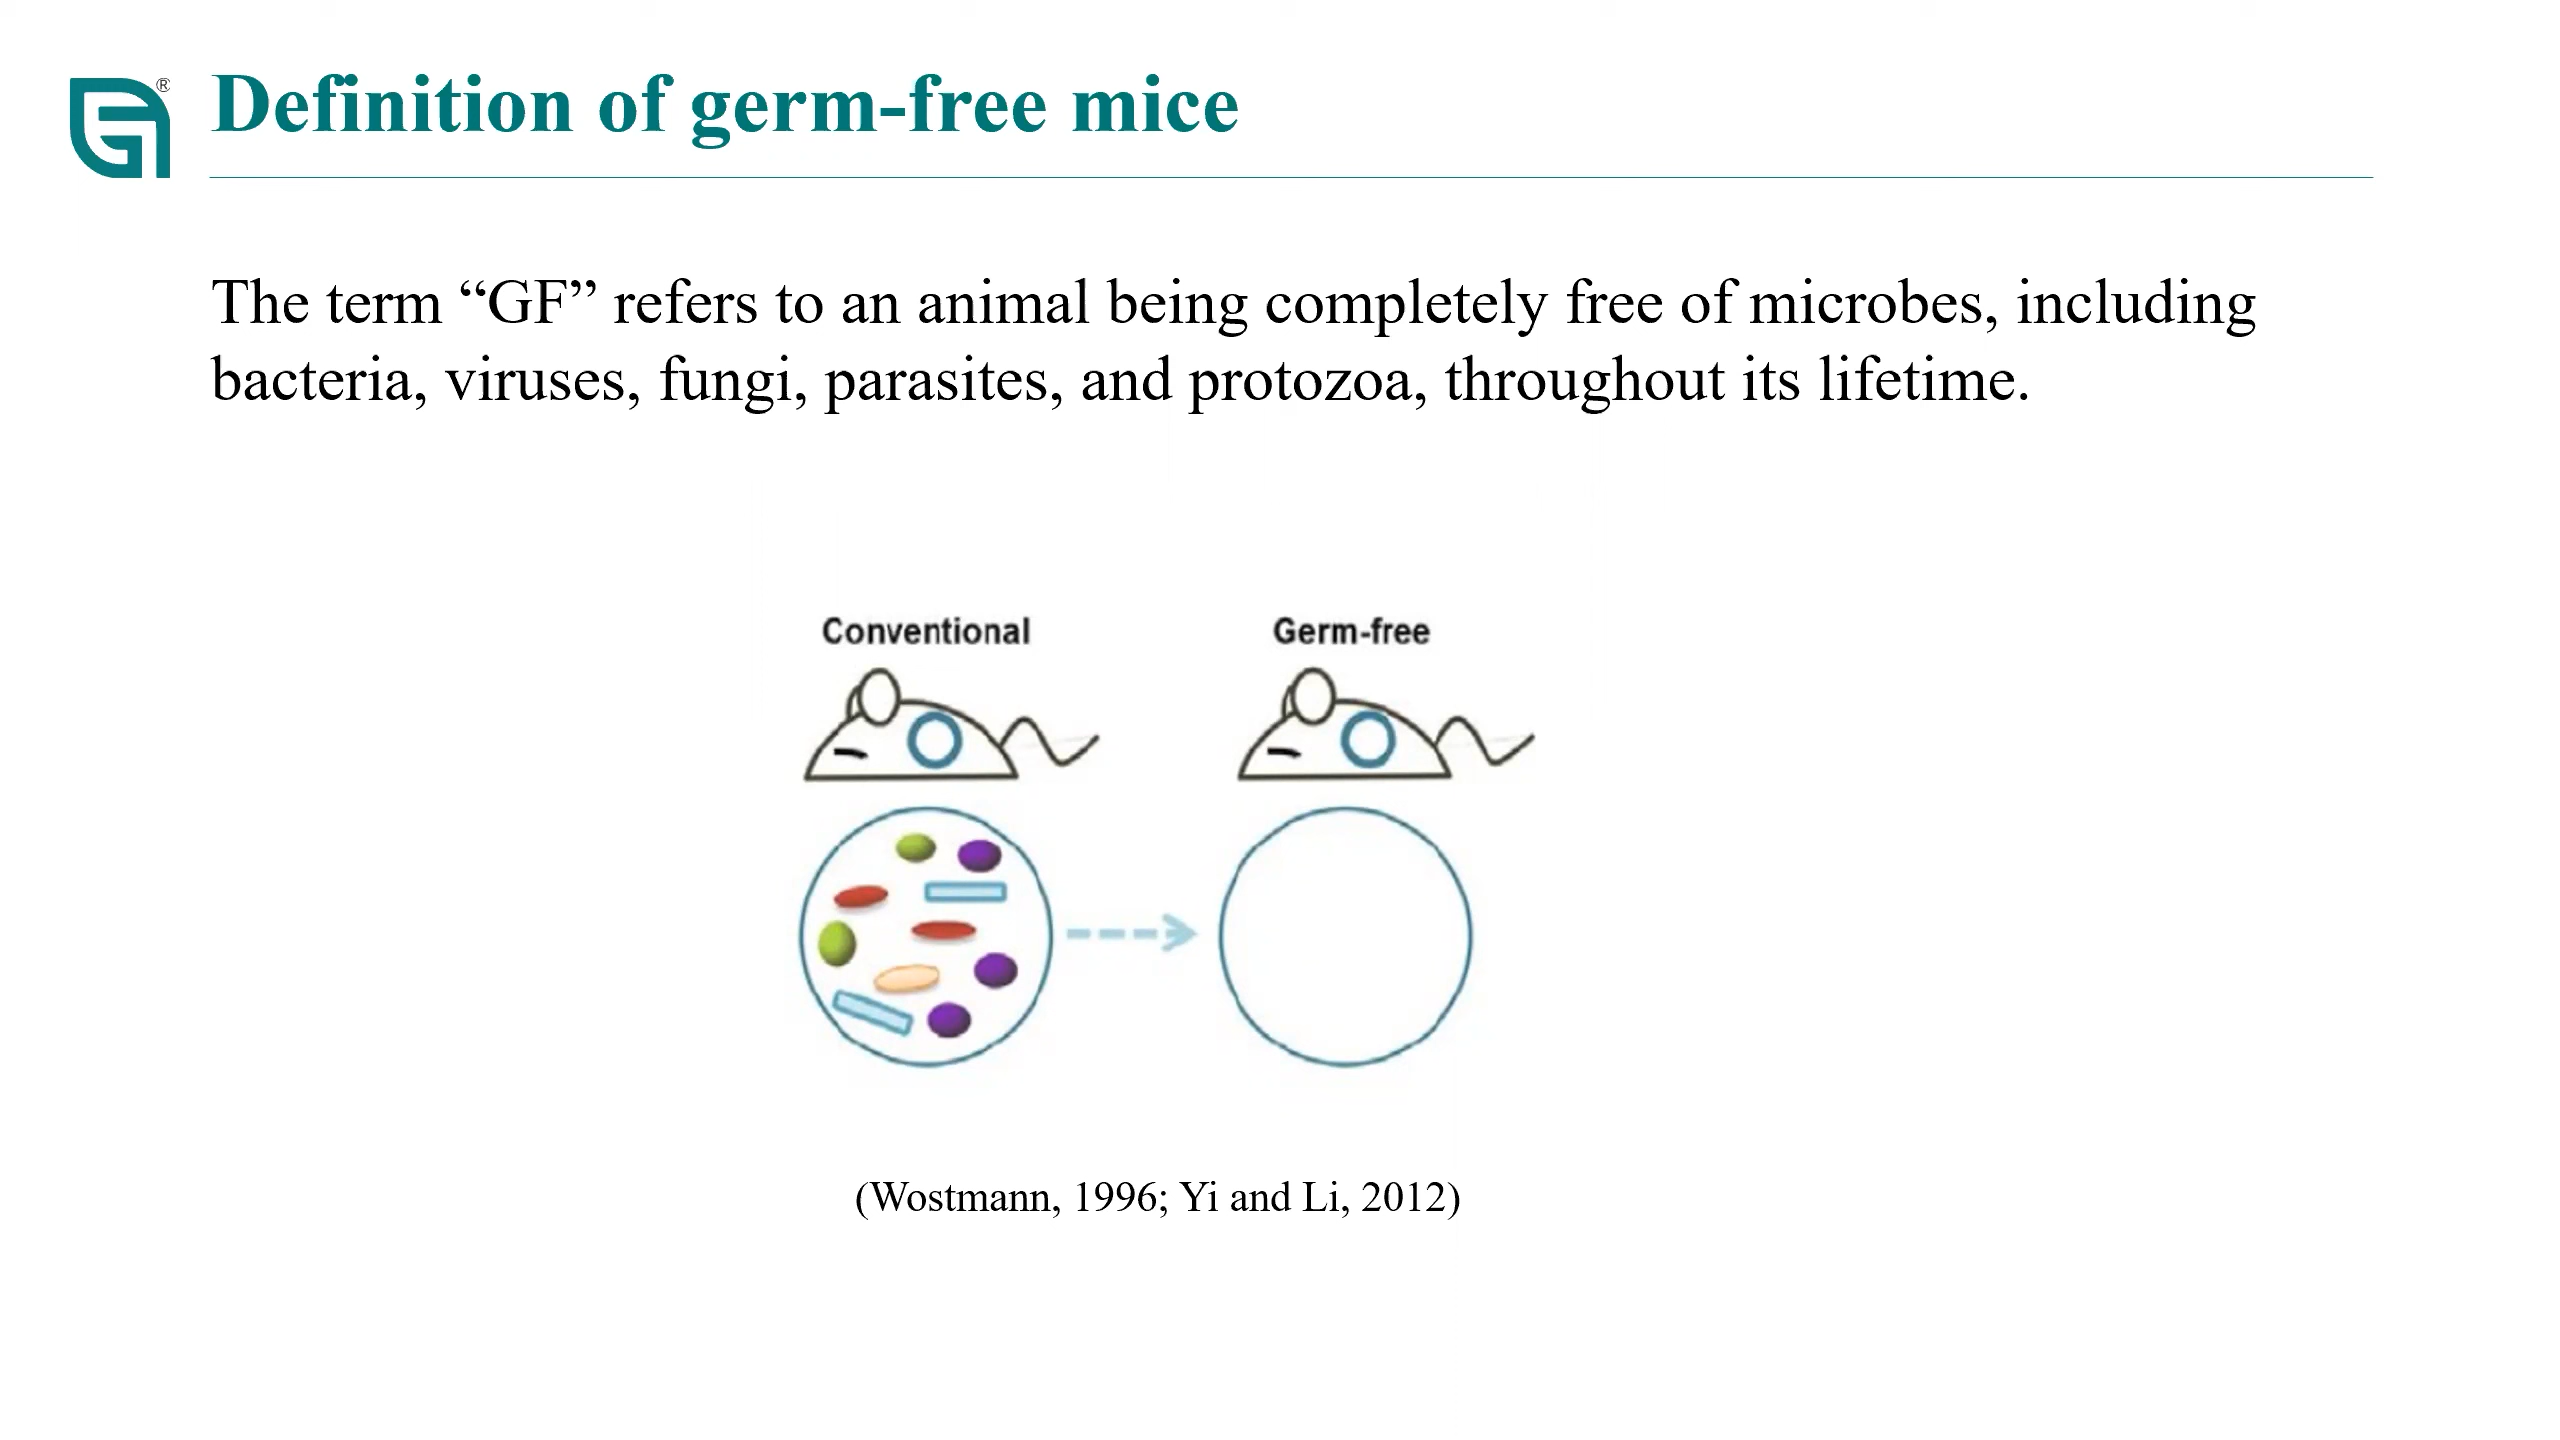 ®
Definition of germ-free mice
The term “GF” refers to an animal being completely free of microbes, including
bacteria, viruses, fungi, parasites, and protozoa, throughout its lifetime.
Conventional
Germ-free
(Wostmann, 1996; Yi and Li, 2012)